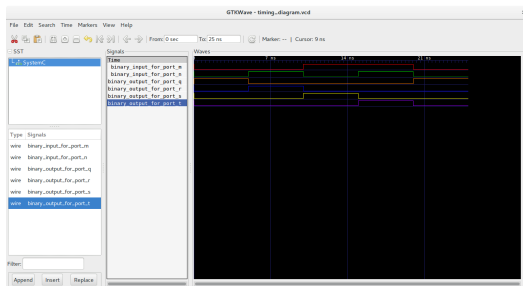 GTKWave - timing_diagram.vcd
File Edit Search Time Markers View Help
From: 0 sec To: 25 ns Marker: -- | Cursor: 9 ns
SST
SystemC
Type Signals
wire binary_input_for_port_m
wire binary_input_for_port_n
wire binary_output_for_port_q
wire binary_output_for_port_r
wire binary_output_for_port_s
wire binary_output_for_port_t
Filter:
Append Insert Replace
Signals
Time
binary_input_for_port_m
binary_input_for_port_n
binary_output_for_port_q
binary_output_for_port_r
binary_output_for_port_s
binary_output_for_port_t
Waves
7 ns 14 ns 21 ns